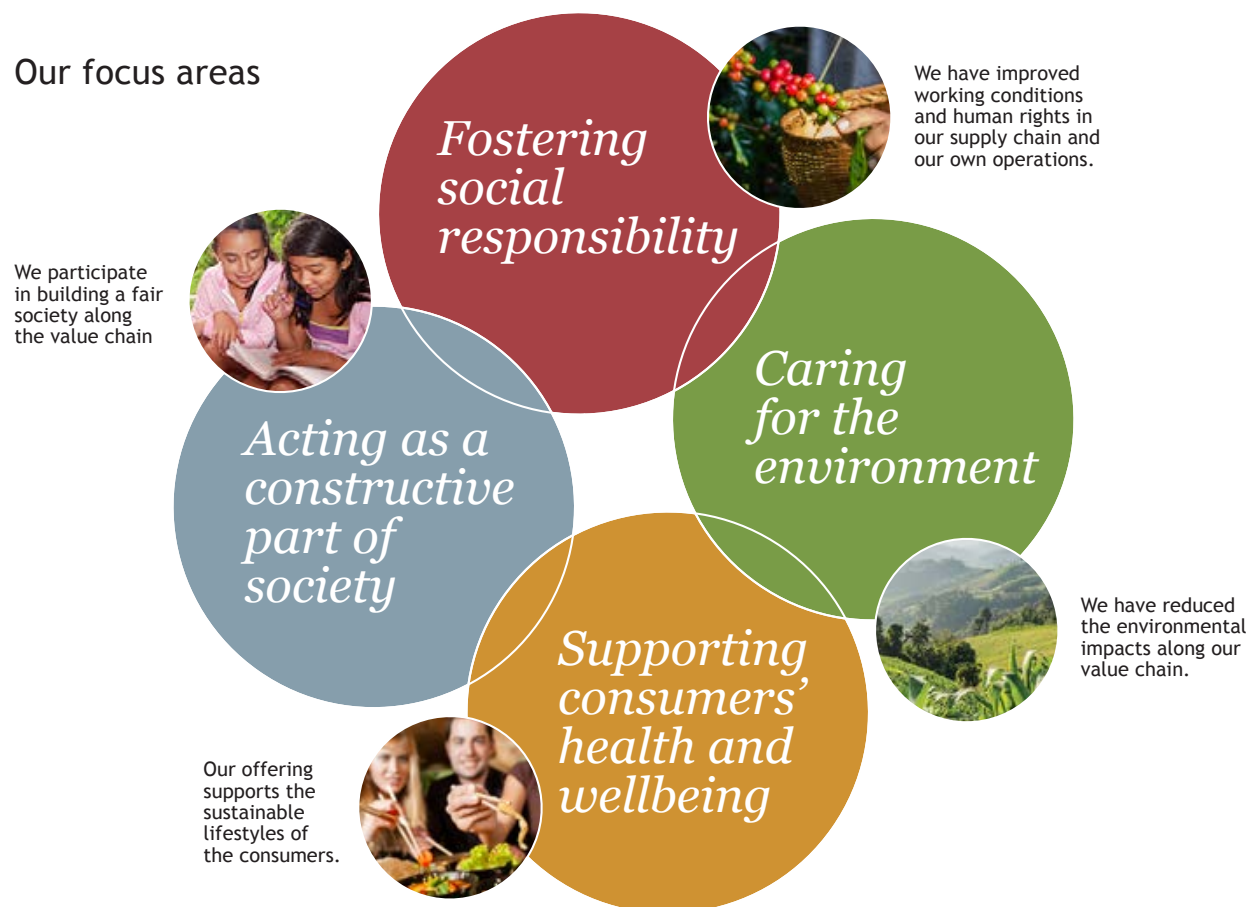 Our focus areas
Fostering
social
responsibility
We have improved
working conditions
and human rights in
our supply chain and
our own operations.
We participate
in building a fair
society along
the value chain
Acting as a
constructive
part of
society
Caring
for the
environment
We have reduced
the environmental
impacts along our
value chain.
Supporting
consumers’
health and
wellbeing
Our offering
supports the
sustainable
lifestyles of
the consumers.